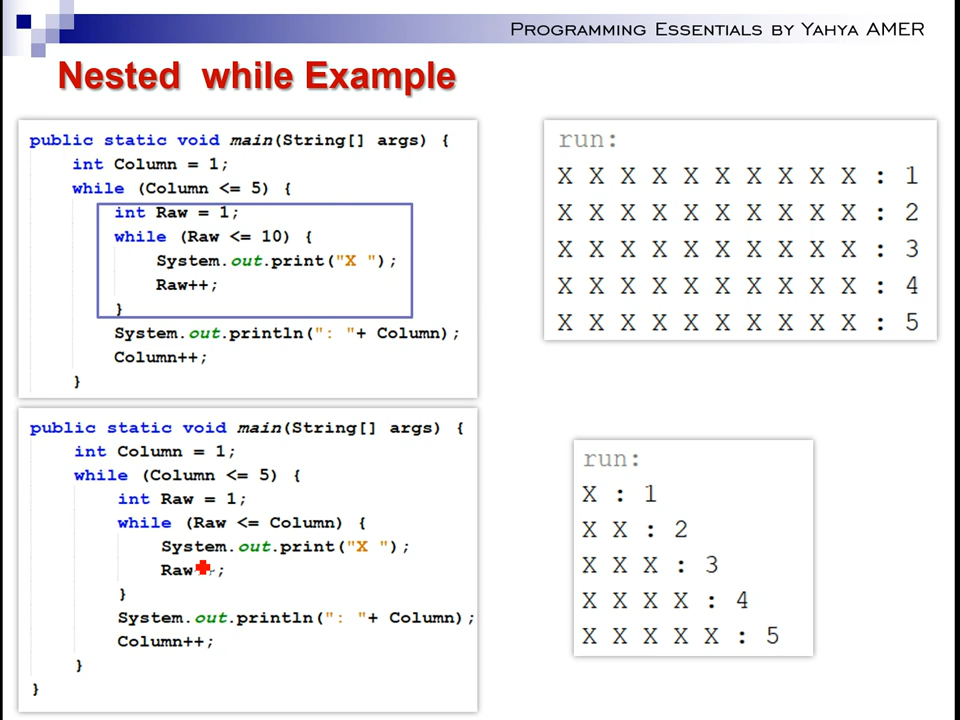 PROGRAMMING ESSENTIALS BY YAHYA AMER
Nested while Example
public static void main(String[] args) {
int Column = 1;
while (Column <= 5) {
int Raw = 1;
while (Raw <= 10) {
System.out.print("X ");
Raw++;
}
System.out.println(": "+ Column);
Column++;
}
run:
X X X X X X X X X X : 1
X X X X X X X X X X : 2
X X X X X X X X X X : 3
X X X X X X X X X X : 4
X X X X X X X X X X : 5
public static void main(String[] args) {
int Column = 1;
while (Column <= 5) {
int Raw = 1;
while (Raw <= Column) {
System.out.print("X ");
Raw ;
}
System.out.println(": "+ Column);
Column++;
}
}
run:
X : 1
X X : 2
X X X : 3
X X X X : 4
X X X X X : 5